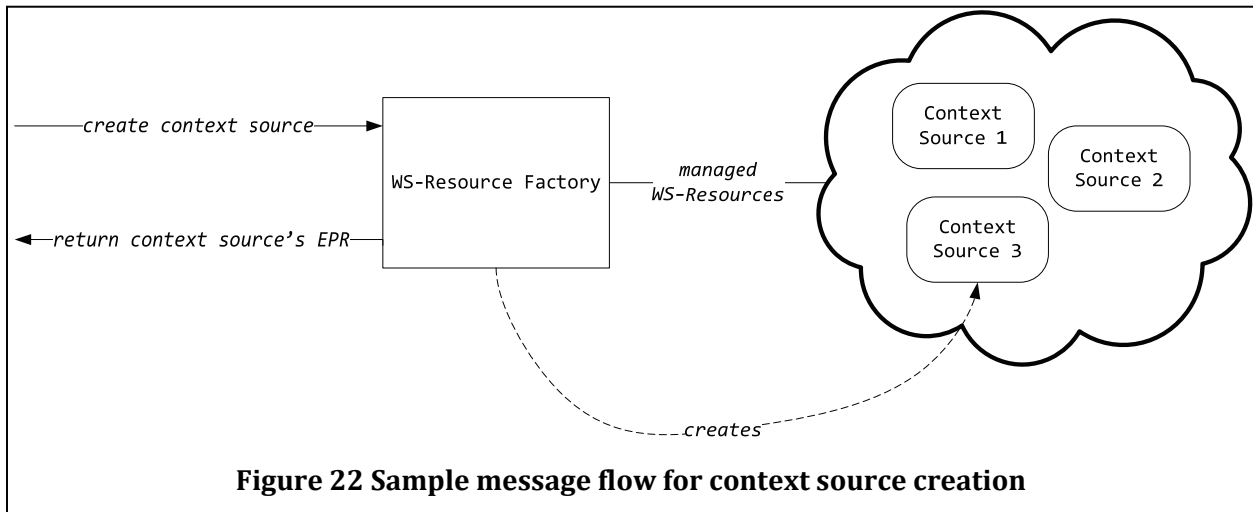 create context source
return context source's EPR
WS-Resource Factory
managed
WS-Resources
Context
Source 1
Context
Source 2
Context
Source 3
creates
Figure 22 Sample message flow for context source creation